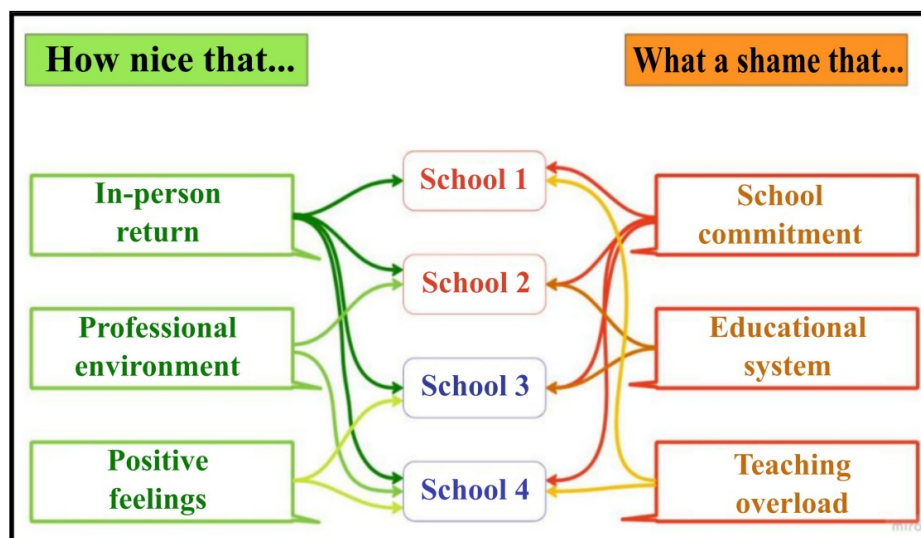 How nice that...
What a shame that...
In-person
return
Professional
environment
Positive
feelings
School 1
School 2
School 3
School 4
School
commitment
Educational
system
Teaching
overload
miro